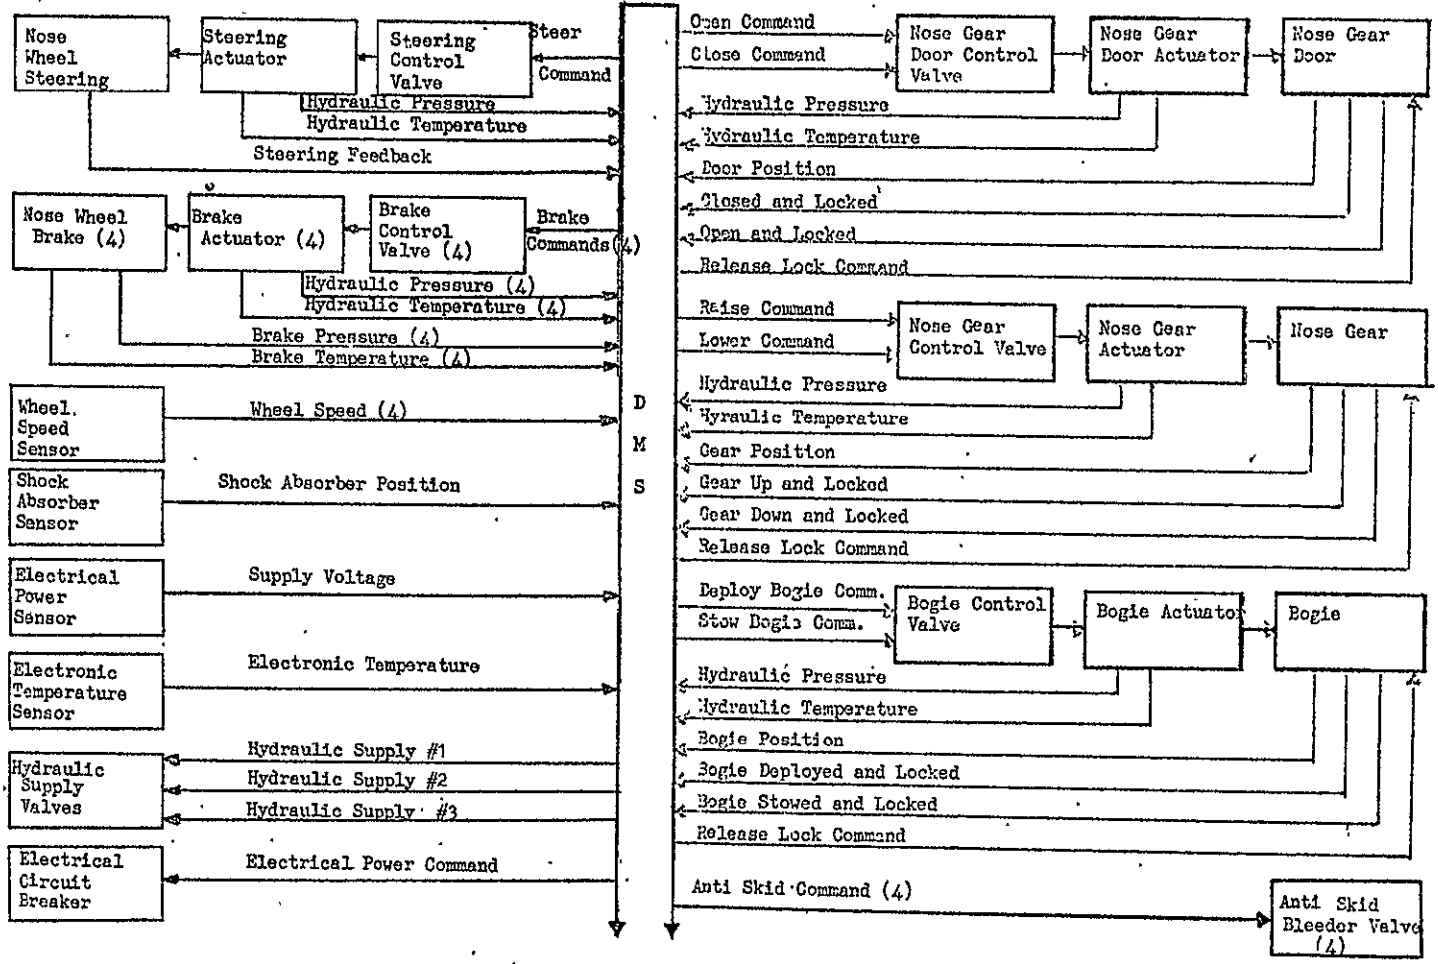 Nose
Wheel
Steering
Steering
Actuator
Steering
Control
Valve
Steer
Command
Hydraulic Pressure
Hydraulic Temperature
Steering Feedback
Nose Wheel
Brake (4)
Brake
Actuator (4)
Brake
Control
Valve (4)
Brake
Commands(4)
Hydraulic Pressure (4)
Hydraulic Temperature (4)
Brake Pressure (4)
Brake Temperature (4)
Wheel.
Speed
Sensor
Wheel Speed (4)
Shock
Absorber
Sensor
Shock Absorber Position
Electrical
Power
Sensor
Supply Voltage
Electronic
Temperature
Sensor
Electronic Temperature
Hydraulic
Supply
Valves
Hydraulic Supply #1
Hydraulic Supply #2
Hydraulic Supply #3
Electrical
Circuit
Breaker
Electrical Power Command
D
M
S
Open Command
Close Command
Nose Gear
Door Control
Valve
Nose Gear
Door Actuator
Nose Gear
Door
Hydraulic Pressure
Hydraulic Temperature
Door Position
Closed and Locked
Open and Locked
Release Lock Command
Raise Command
Lower Command
Nose Gear
Control Valve
Nose Gear
Actuator
Nose Gear
Hydraulic Pressure
Hyraulic Temperature
Gear Position
Gear Up and Locked
Gear Down and Locked
Release Lock Command
Deploy Bogie Comm.
Stow Bogie Comm.
Bogie Control
Valve
Bogie Actuator
Bogie
Hydraulic Pressure
Hydraulic Temperature
Bogie Position
Bogie Deployed and Locked
Bogie Stowed and Locked
Release Lock Command
Anti Skid Command (4)
Anti Skid
Bleeder Valve
(4)